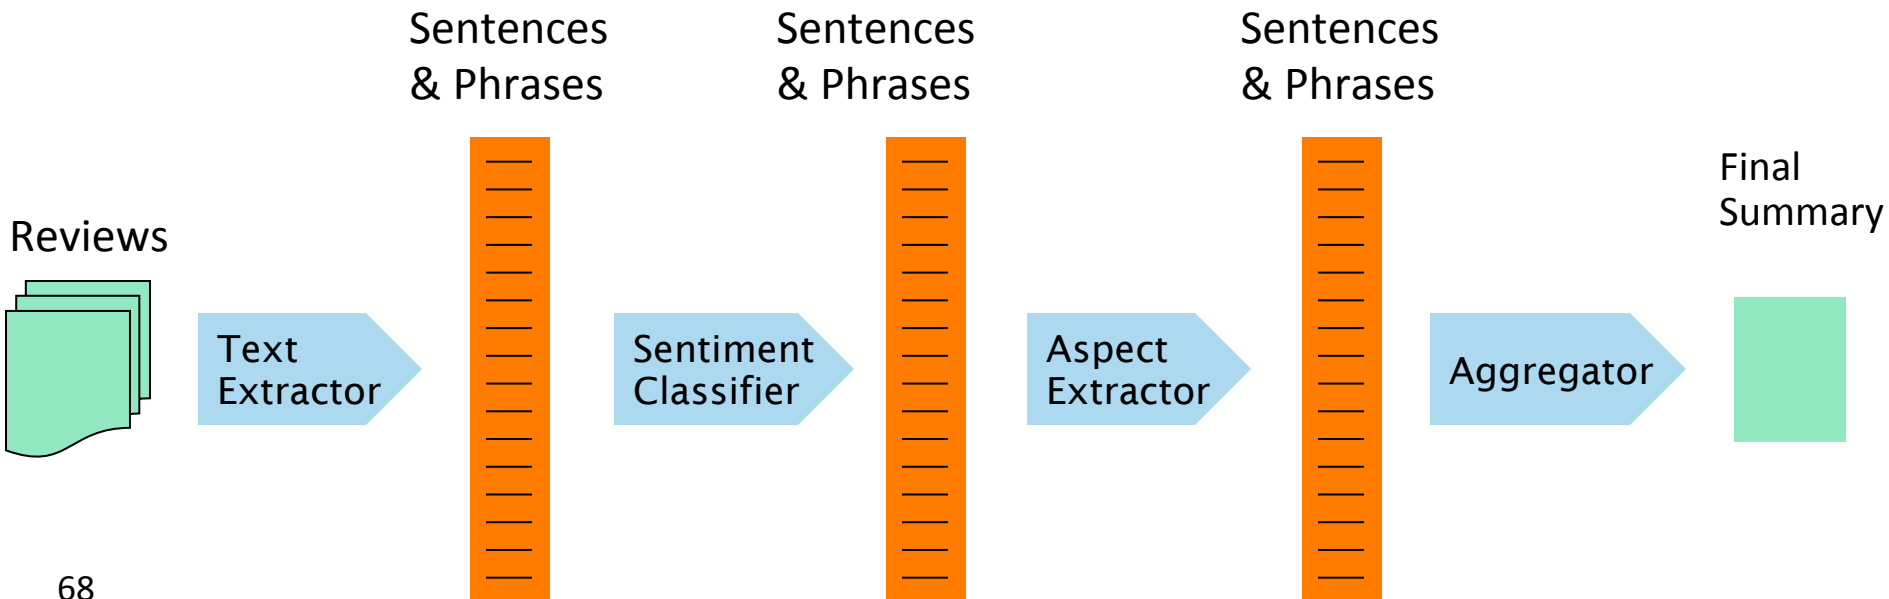 Sentences
& Phrases
Sentences
& Phrases
Sentences
& Phrases
Final
Summary
Reviews
Text
Extractor
Sentiment
Classifier
Aspect
Extractor
Aggregator
68